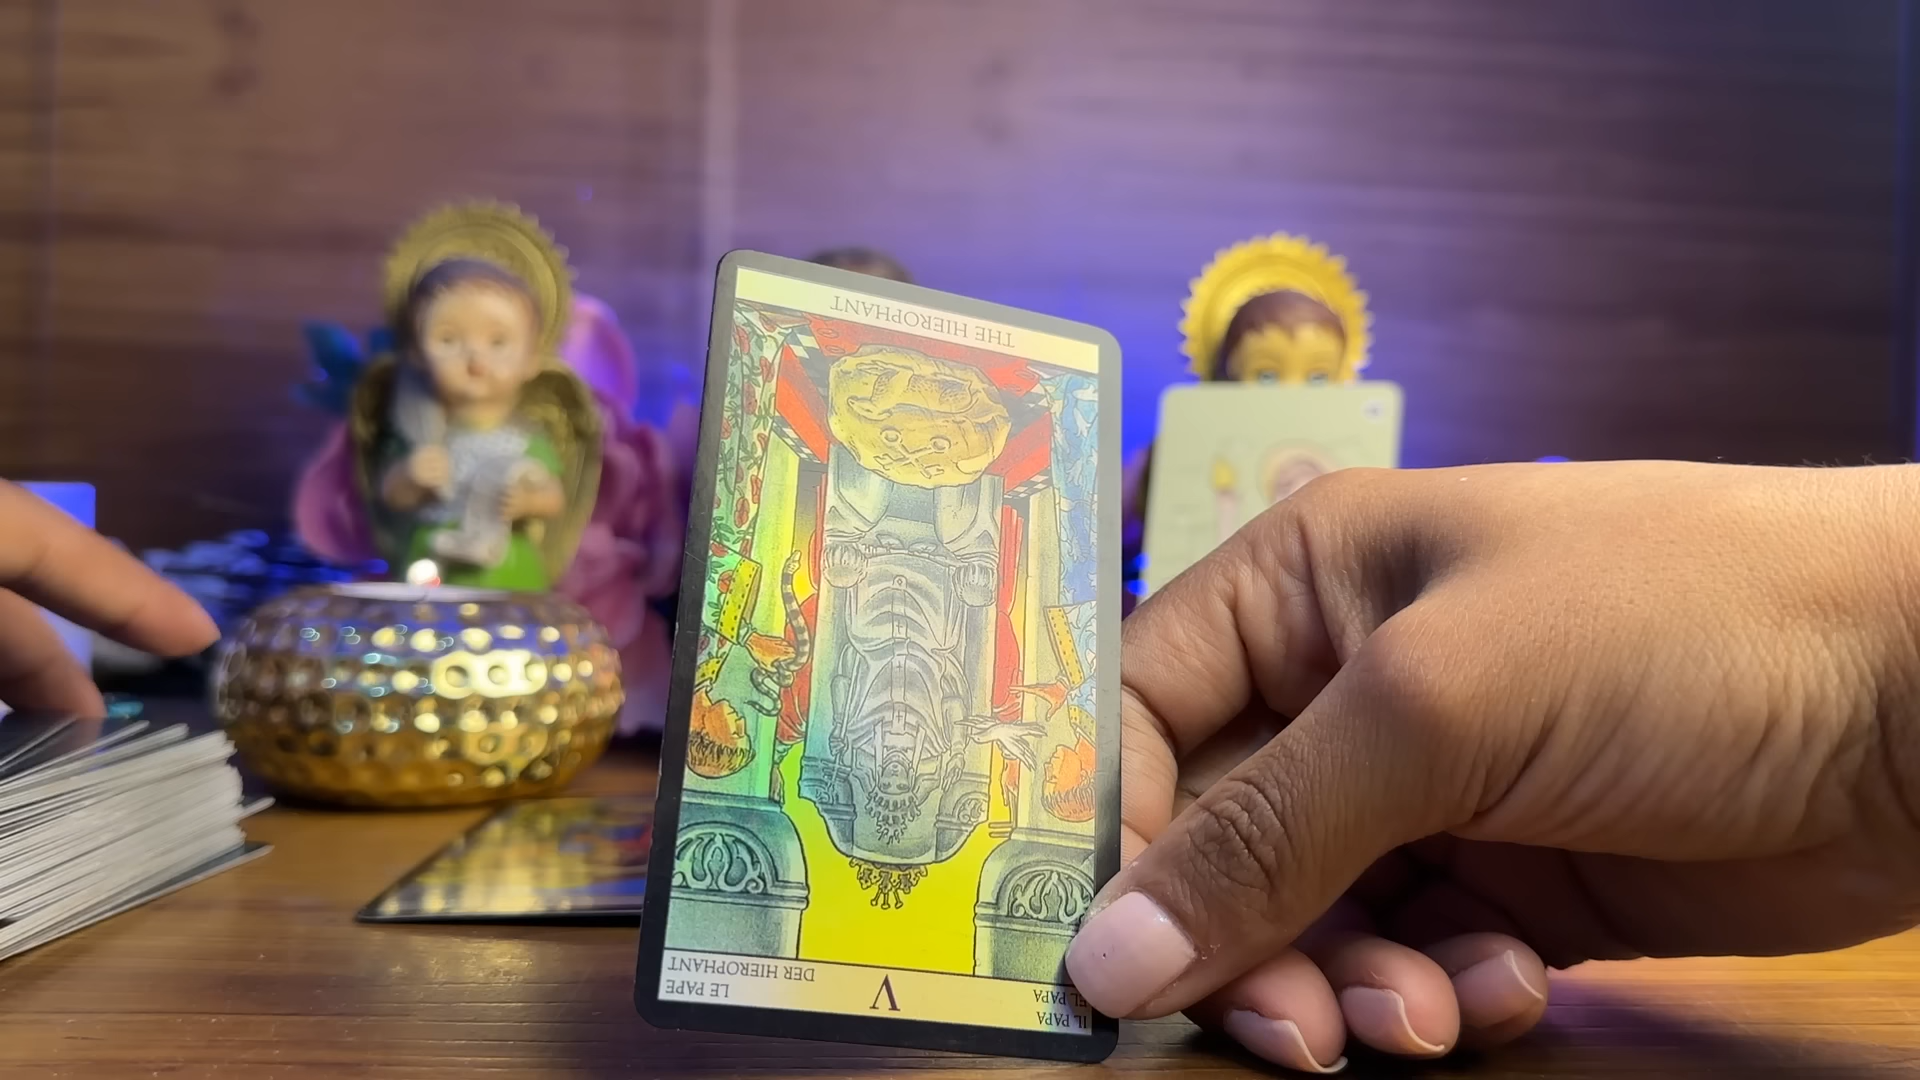 THE HIEROPHANT
LE PAPE
DER HIEROPHANT
V
IL PAPA
EL PAPA